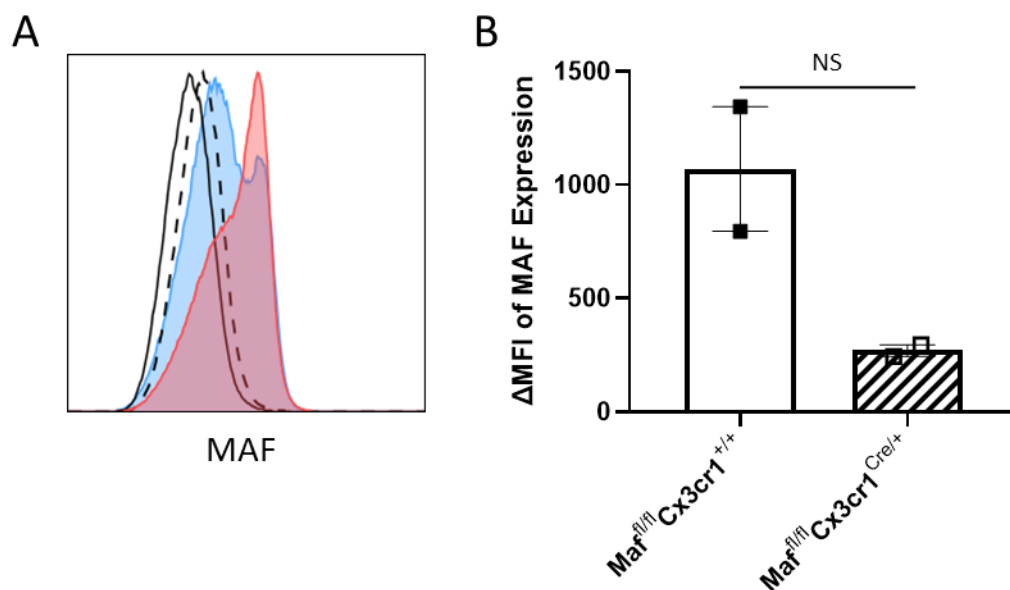 A
MAF
B
NS
ΔMFI of MAF Expression
1500
1000
500
0
Maf^fl/fl Cx3cr1^+/+
Maf^fl/fl Cx3cr1^Cre/+